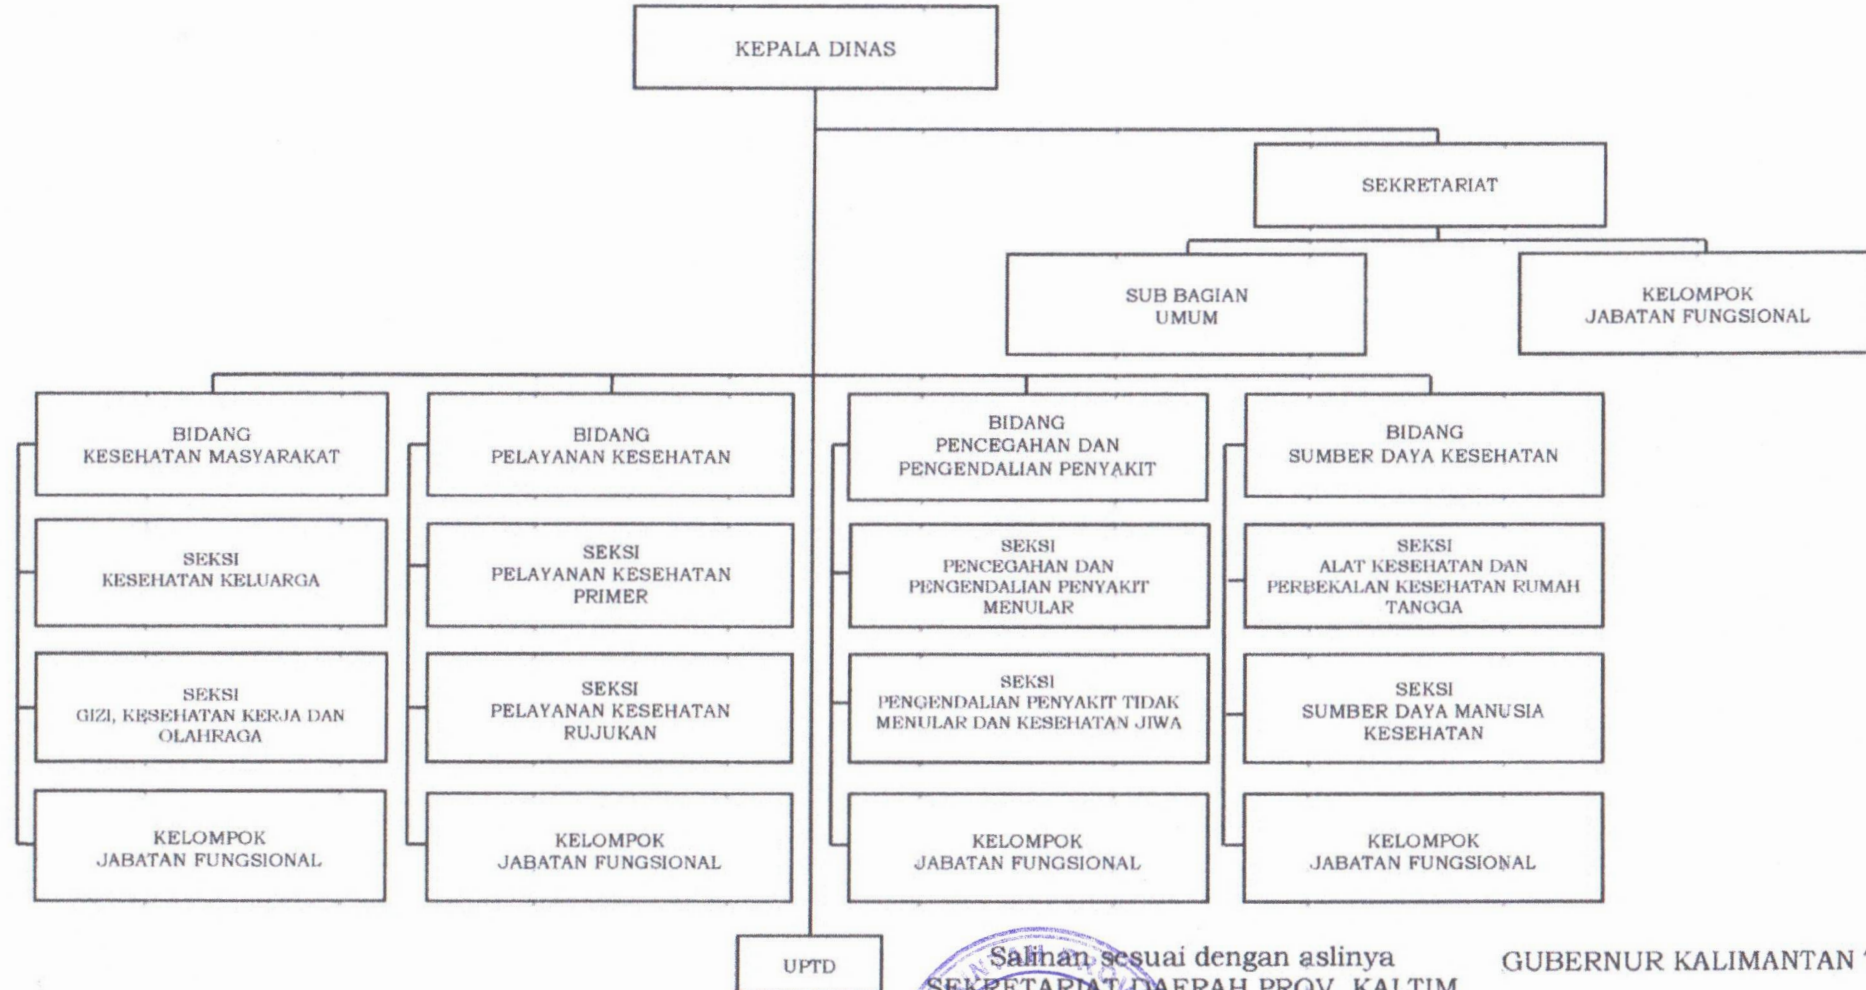 KEPALA DINAS
SEKRETARIAT
SUB BAGIAN
UMUM
KELOMPOK
JABATAN FUNGSIONAL
BIDANG
KESEHATAN MASYARAKAT
SEKSI
KESEHATAN KELUARGA
SEKSI
GIZI, KESEHATAN KERJA DAN
OLAHRAGA
KELOMPOK
JABATAN FUNGSIONAL
BIDANG
PELAYANAN KESEHATAN
SEKSI
PELAYANAN KESEHATAN
PRIMER
SEKSI
PELAYANAN KESEHATAN
RUJUKAN
KELOMPOK
JABATAN FUNGSIONAL
BIDANG
PENCEGAHAN DAN
PENGENDALIAN PENYAKIT
SEKSI
PENCEGAHAN DAN
PENGENDALIAN PENYAKIT
MENULAR
SEKSI
PENGENDALIAN PENYAKIT TIDAK
MENULAR DAN KESEHATAN JIWA
KELOMPOK
JABATAN FUNGSIONAL
BIDANG
SUMBER DAYA KESEHATAN
SEKSI
ALAT KESEHATAN DAN
PERBEKALAN KESEHATAN RUMAH
TANGGA
SEKSI
SUMBER DAYA MANUSIA
KESEHATAN
KELOMPOK
JABATAN FUNGSIONAL
UPTD
Salinan sesuai dengan aslinya
SEKRETARIAT DAERAH PROV. KALTIM
GUBERNUR KALIMANTAN